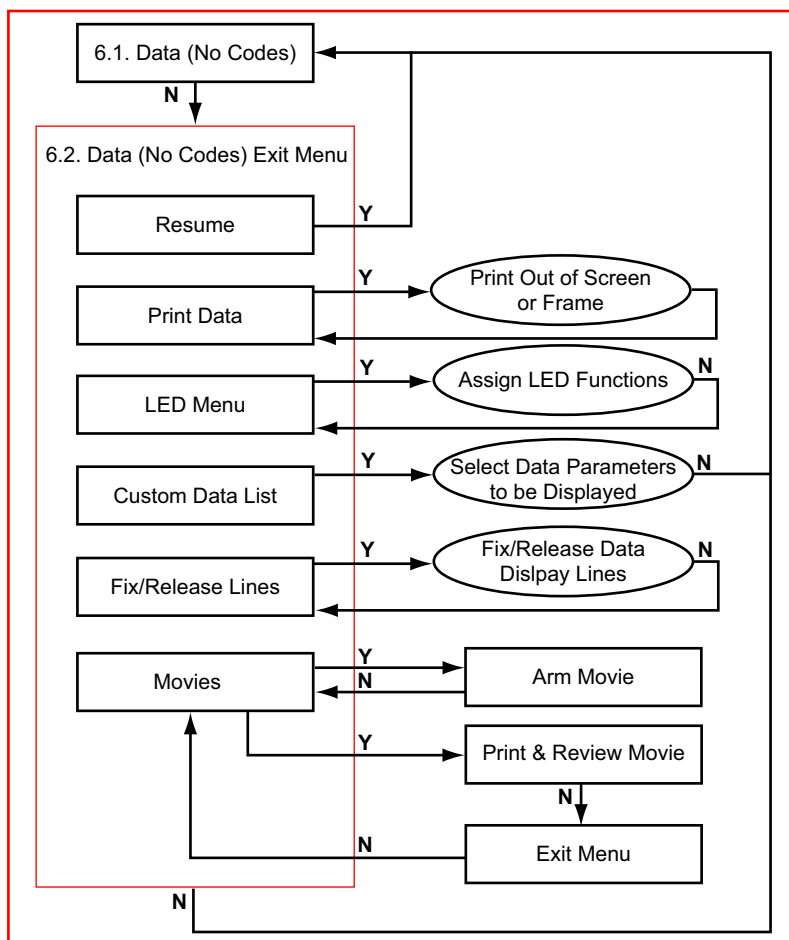 6.1. Data (No Codes)
N
6.2. Data (No Codes) Exit Menu
Resume
Y
Print Data
Y
Print Out of Screen
or Frame
LED Menu
Y
Assign LED Functions
N
Custom Data List
Y
Select Data Parameters
to be Displayed
N
Fix/Release Lines
Y
Fix/Release Data
Dislpay Lines
N
Movies
Y
N
Arm Movie
Y
Print & Review Movie
N
N
Exit Menu
N